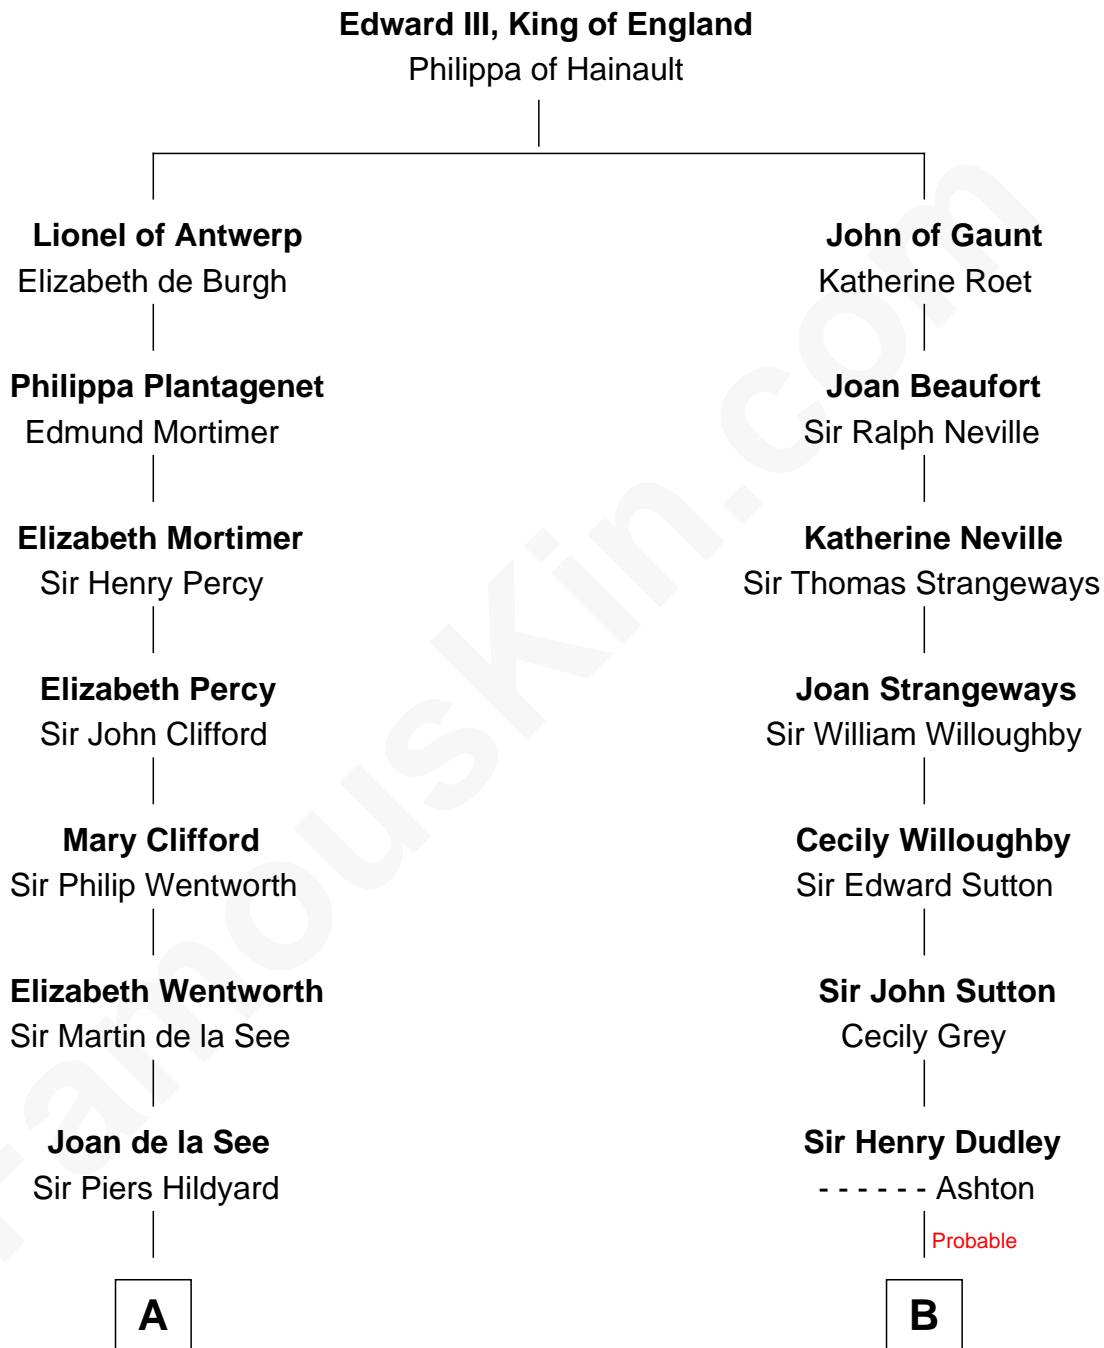 Edward III, King of England
Philippa of Hainault
Lionel of Antwerp
Elizabeth de Burgh
Philippa Plantagenet
Edmund Mortimer
Elizabeth Mortimer
Sir Henry Percy
Elizabeth Percy
Sir John Clifford
Mary Clifford
Sir Philip Wentworth
Elizabeth Wentworth
Sir Martin de la See
Joan de la See
Sir Piers Hildyard
A
John of Gaunt
Katherine Roet
Joan Beaufort
Sir Ralph Neville
Katherine Neville
Sir Thomas Strangeways
Joan Strangeways
Sir William Willoughby
Cecily Willoughby
Sir Edward Sutton
Sir John Sutton
Cecily Grey
Sir Henry Dudley
- - - - - - Ashton
Probable
B
FamousKin.com